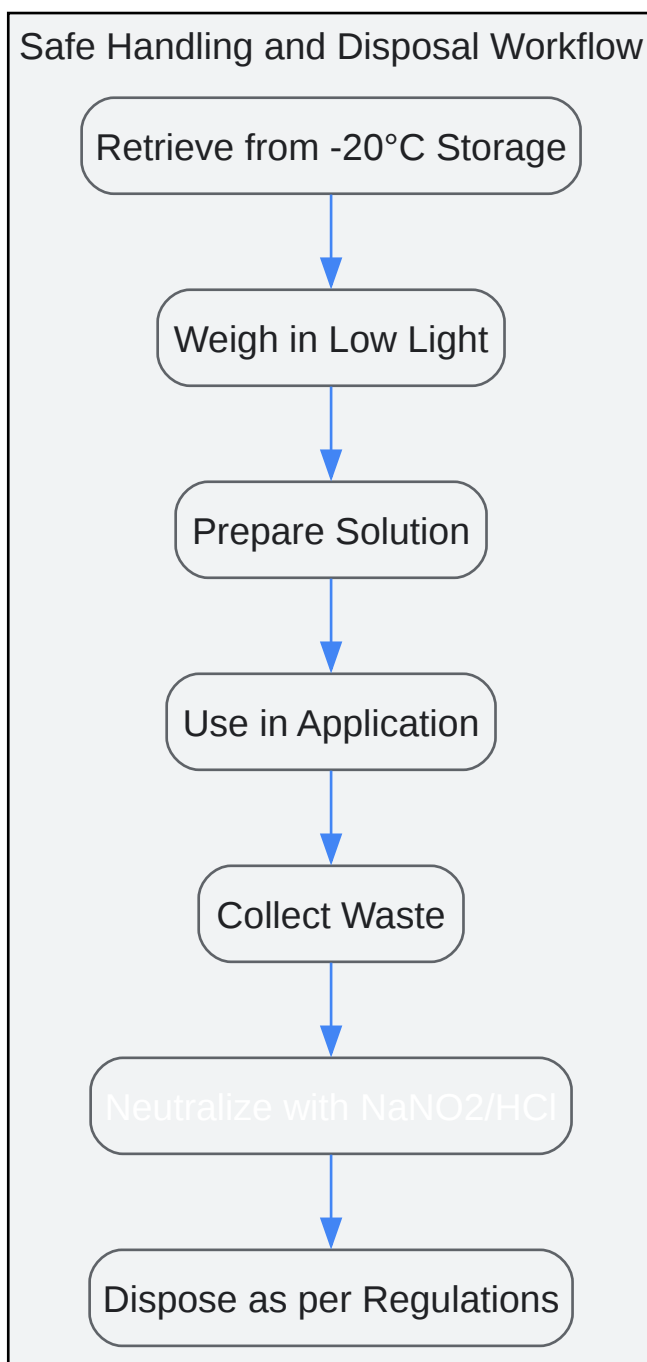 Safe Handling and Disposal Workflow
Retrieve from -20°C Storage
Weigh in Low Light
Prepare Solution
Use in Application
Collect Waste
Neutralize with NaNO2/HCl
Dispose as per Regulations